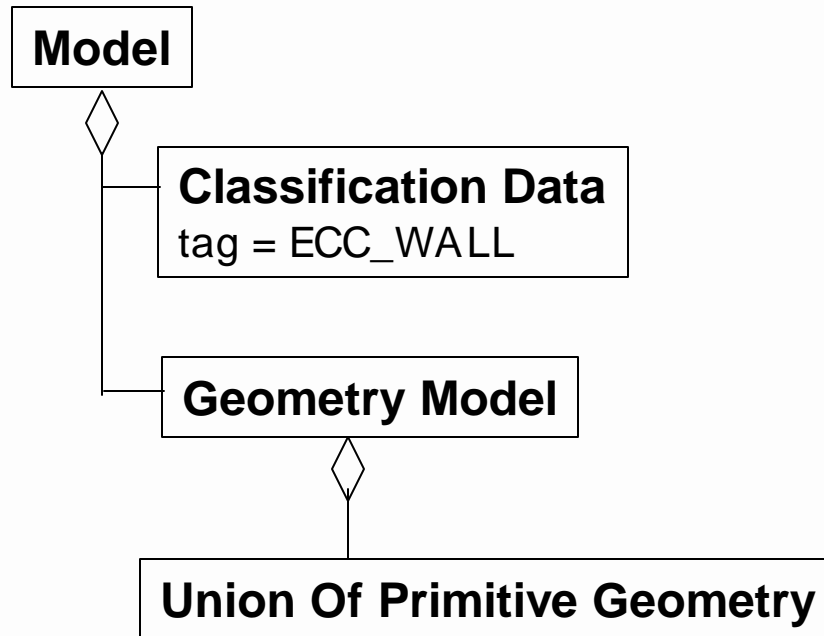 Model
Classification Data
tag = ECC_WALL
Geometry Model
Union Of Primitive Geometry